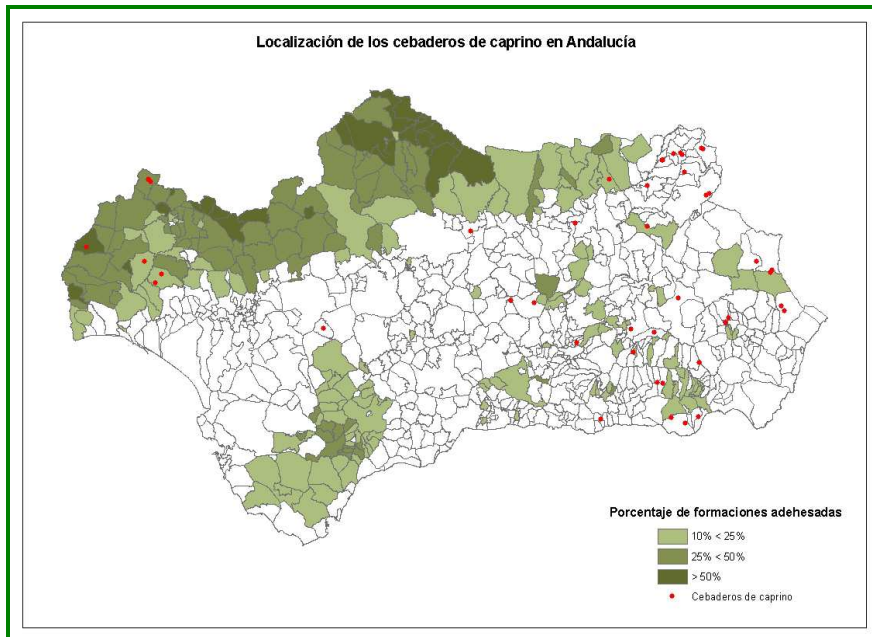 Localización de los cebaderos de caprino en Andalucía
Porcentaje de formaciones adehesadas
10% < 25%
25% < 50%
> 50%
Cebaderos de caprino